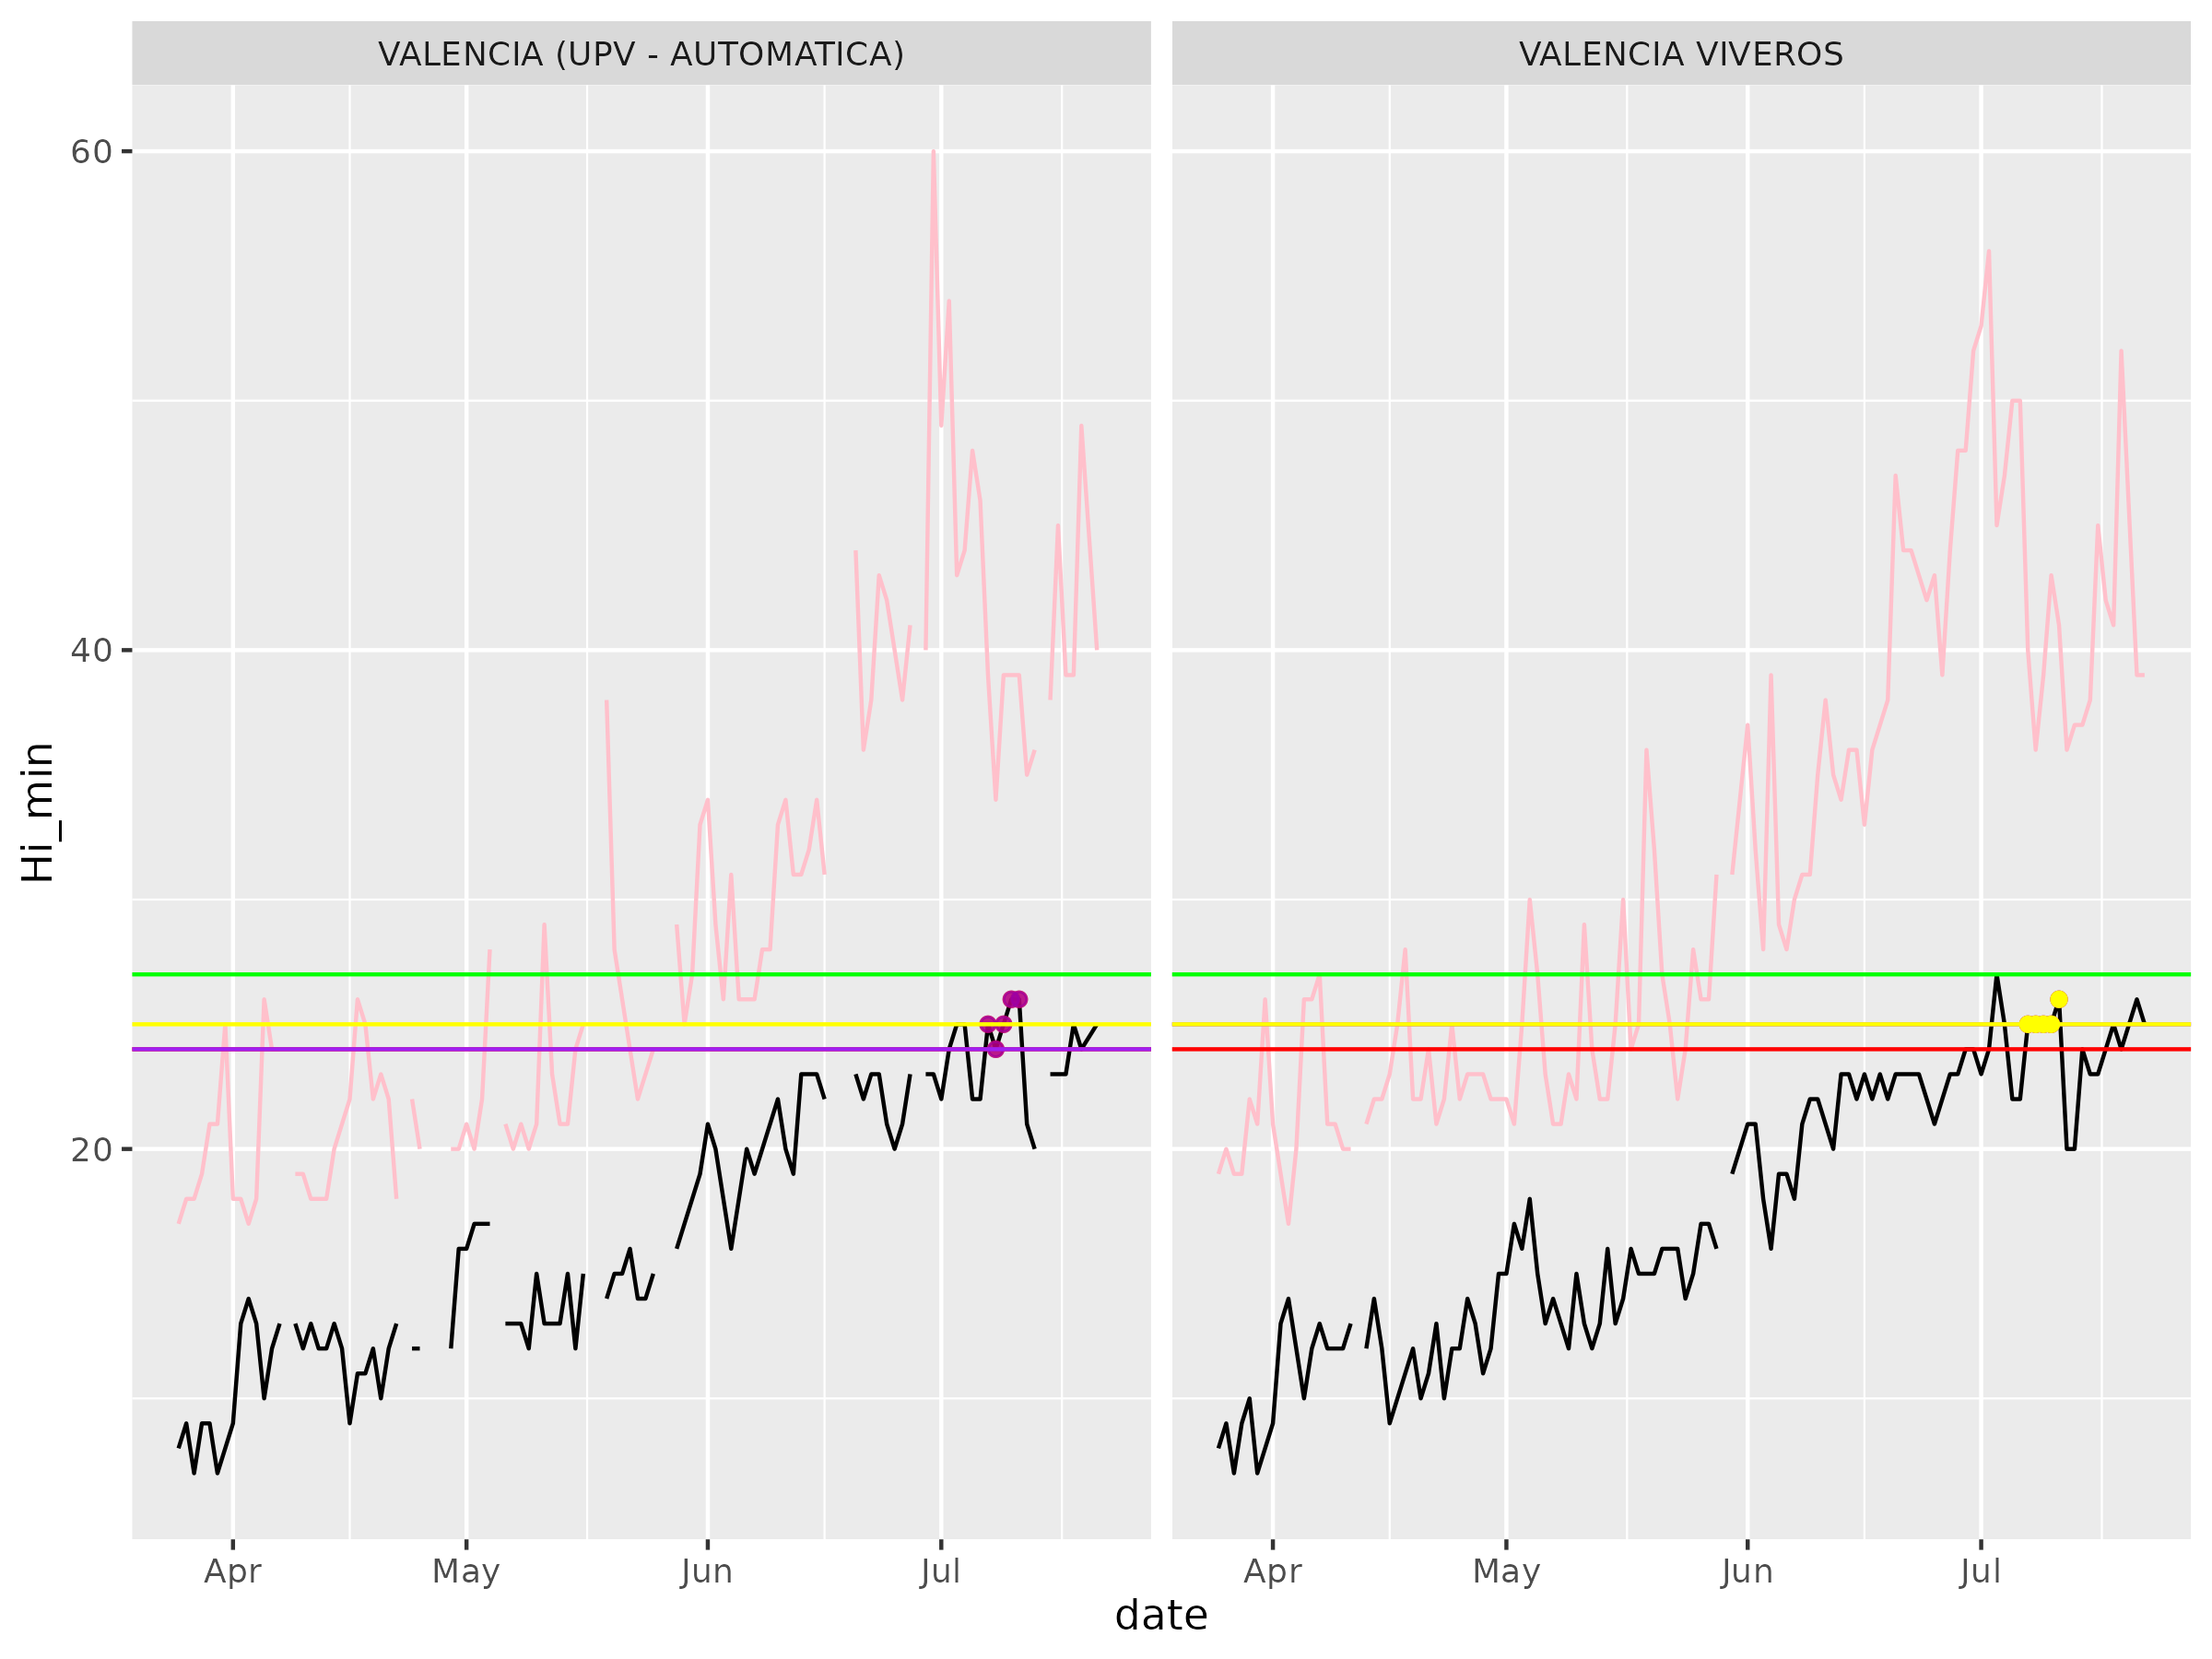 VALENCIA (UPV - AUTOMATICA)
VALENCIA VIVEROS
60
40
20
Hi_min
Apr
May
Jun
Jul
Apr
May
Jun
Jul
date